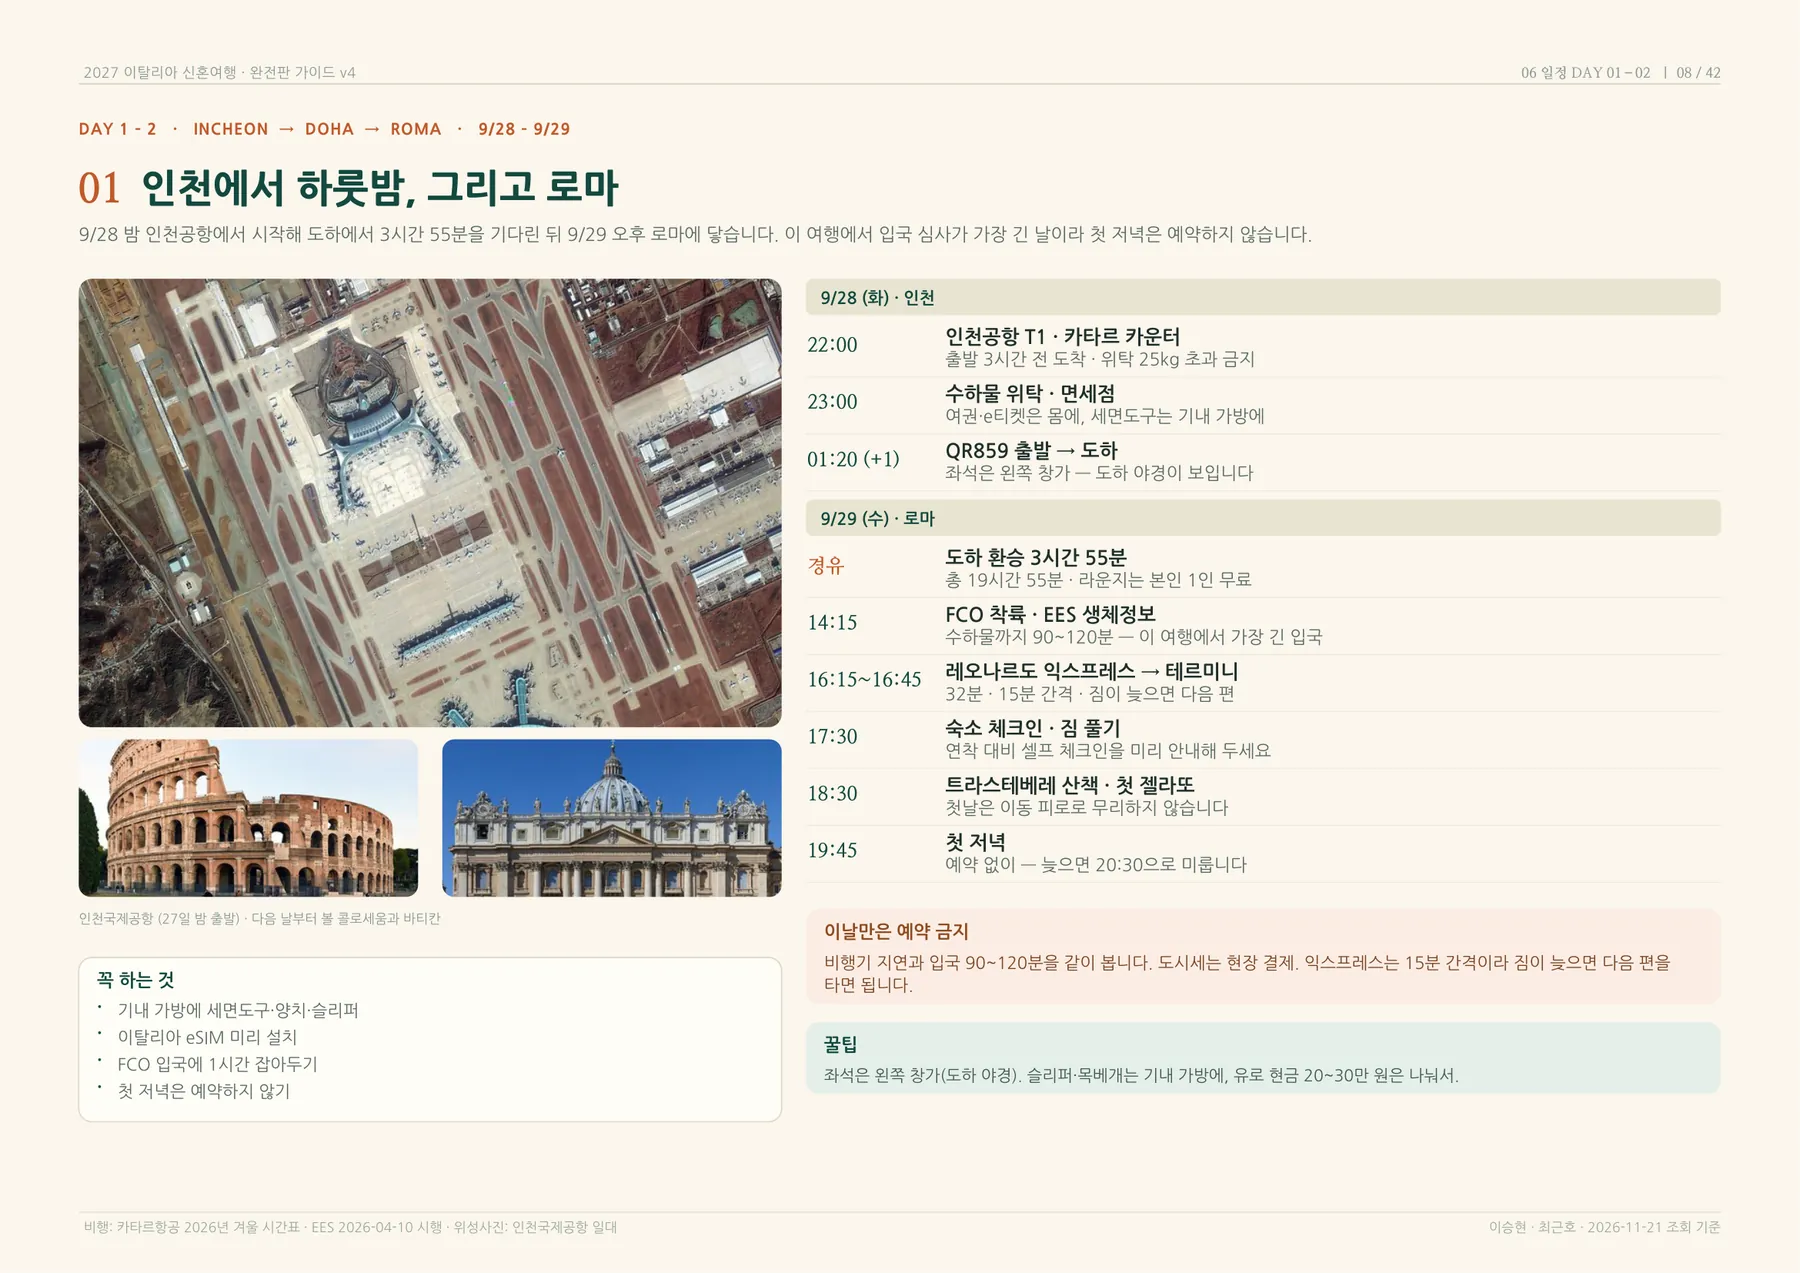 2027 이탈리아 신혼여행 · 완전판 가이드 v4
06 일정 DAY 01–02 | 08 / 42
DAY 1 - 2 · INCHEON → DOHA → ROMA · 9/28 - 9/29
01 인천에서 하룻밤, 그리고 로마
9/28 밤 인천공항에서 시작해 도하에서 3시간 55분을 기다린 뒤 9/29 오후 로마에 닿습니다. 이 여행에서 입국 심사가 가장 긴 날이라 첫 저녁은 예약하지 않습니다.
인천국제공항 (27일 밤 출발) · 다음 날부터 볼 콜로세움과 바티칸
꼭 하는 것
· 기내 가방에 세면도구·양치·슬리퍼
· 이탈리아 eSIM 미리 설치
· FCO 입국에 1시간 잡아두기
· 첫 저녁은 예약하지 않기
9/28 (화) · 인천
22:00 인천공항 T1 · 카타르 카운터
출발 3시간 전 도착 · 위탁 25kg 초과 금지
23:00 수하물 위탁 · 면세점
여권·e티켓은 몸에, 세면도구는 기내 가방에
01:20 (+1) QR859 출발 → 도하
좌석은 왼쪽 창가 — 도하 야경이 보입니다
9/29 (수) · 로마
경유 도하 환승 3시간 55분
총 19시간 55분 · 라운지는 본인 1인 무료
14:15 FCO 착륙 · EES 생체정보
수하물까지 90~120분 — 이 여행에서 가장 긴 입국
16:15~16:45 레오나르도 익스프레스 → 테르미니
32분 · 15분 간격 · 짐이 늦으면 다음 편
17:30 숙소 체크인 · 짐 풀기
연착 대비 셀프 체크인을 미리 안내해 두세요
18:30 트라스테베레 산책 · 첫 젤라또
첫날은 이동 피로로 무리하지 않습니다
19:45 첫 저녁
예약 없이 — 늦으면 20:30으로 미룹니다
이날만은 예약 금지
비행기 지연과 입국 90~120분을 같이 봅니다. 도시세는 현장 결제. 익스프레스는 15분 간격이라 짐이 늦으면 다음 편을
타면 됩니다.
꿀팁
좌석은 왼쪽 창가(도하 야경). 슬리퍼·목베개는 기내 가방에, 유로 현금 20~30만 원은 나눠서.
비행: 카타르항공 2026년 겨울 시간표 · EES 2026-04-10 시행 · 위성사진: 인천국제공항 일대
이승현 · 최근호 · 2026-11-21 조회 기준